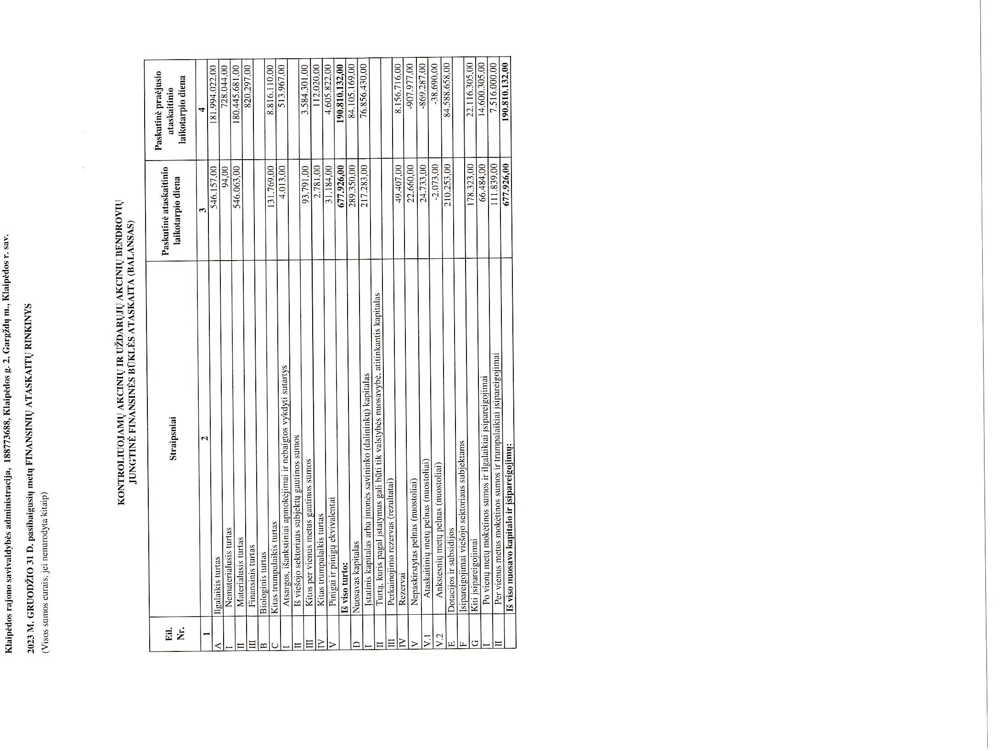 Klaipėdos rajono savivaldybės administracija, 188773688, Klaipėdos g. 2, Gargždų m., Klaipėdos r. sav.
2023 M. GRUODŽIO 31 D. pasibaigusių metų FINANSINIŲ ATASKAITŲ RINKINYS
(Visos sumos eurais, jei nenurodyta kitaip)
KONTROLIUOJAMŲ AKCINIŲ IR UŽDARŲJŲ AKCINIŲ BENDROVIŲ
JUNGTINĖ FINANSINĖS BŪKLĖS ATASKAITA (BALANSAS)
Eil. Nr. Straipsniai Paskutinė ataskaitinio laikotarpio diena Paskutinė praėjusio ataskaitinio laikotarpio diena
1 2 3 4
A Ilgalaikis turtas 546.157,00 181.994.022,00
I Nematerialusis turtas 94,00 728.044,00
II Materialusis turtas 546.063,00 180.445.681,00
III Finansinis turtas 820.297,00
B Biologinis turtas
C Kitas trumpalaikis turtas 131.769,00 8.816.110,00
I Atsargos, išankstiniai apmokėjimai ir nebaigtos vykdyti sutartys 4.013,00 513.967,00
II Iš viešojo sektoriaus subjektų gautinos sumos
III Kitos per vienus metus gautinos sumos 93.791,00 3.584.301,00
IV Kitas trumpalaikis turtas 2.781,00 112.020,00
V Pinigai ir pinigų ekvivalentai 31.184,00 4.605.822,00
Iš viso turto: 677.926,00 190.810.132,00
D Nuosavas kapitalas 289.350,00 84.105.169,00
I Įstatinis kapitalas arba įmonės savininko (dalininkų) kapitalas 217.283,00 76.856.430,00
II Turtą, kuris pagal įstatymus gali būti tik valstybės nuosavybė, atitinkantis kapitalas
III Perkainojimo rezervas (rezultatai)
IV Rezervai 49.407,00 8.156.716,00
V Nepaskirstytas pelnas (nuostoliai) 22.660,00 -907.977,00
V.1 Ataskaitinių metų pelnas (nuostoliai) 24.733,00 -869.287,00
V.2 Ankstesnių metų pelnas (nuostoliai) -2.073,00 -38.690,00
E Dotacijos ir subsidijos 210.253,00 84.588.658,00
F Įsipareigojimai viešojo sektoriaus subjektams
G Kiti įsipareigojimai 178.323,00 22.116.305,00
I Po vienų metų mokėtinos sumos ir ilgalaikiai įsipareigojimai 66.484,00 14.600.305,00
II Per vienus metus mokėtinos sumos ir trumpalaikiai įsipareigojimai 111.839,00 7.516.000,00
Iš viso nuosavo kapitalo ir įsipareigojimų: 677.926,00 190.810.132,00